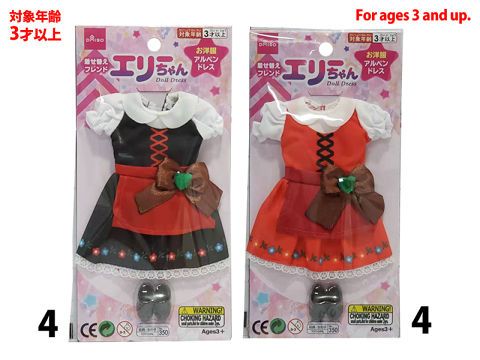 対象年齢
3才以上
For ages 3 and up.
DAISO
対象年齢 3才以上
着せ替え
フレンド
エリちゃん
Doll Dress
お洋服
アルペン
ドレス
WARNING!
CHOKING HAZARD
Ages3+
CE
350
4
DAISO
対象年齢 3才以上
着せ替え
フレンド
エリちゃん
Doll Dress
お洋服
アルペン
ドレス
WARNING!
CHOKING HAZARD
Ages3+
CE
350
4